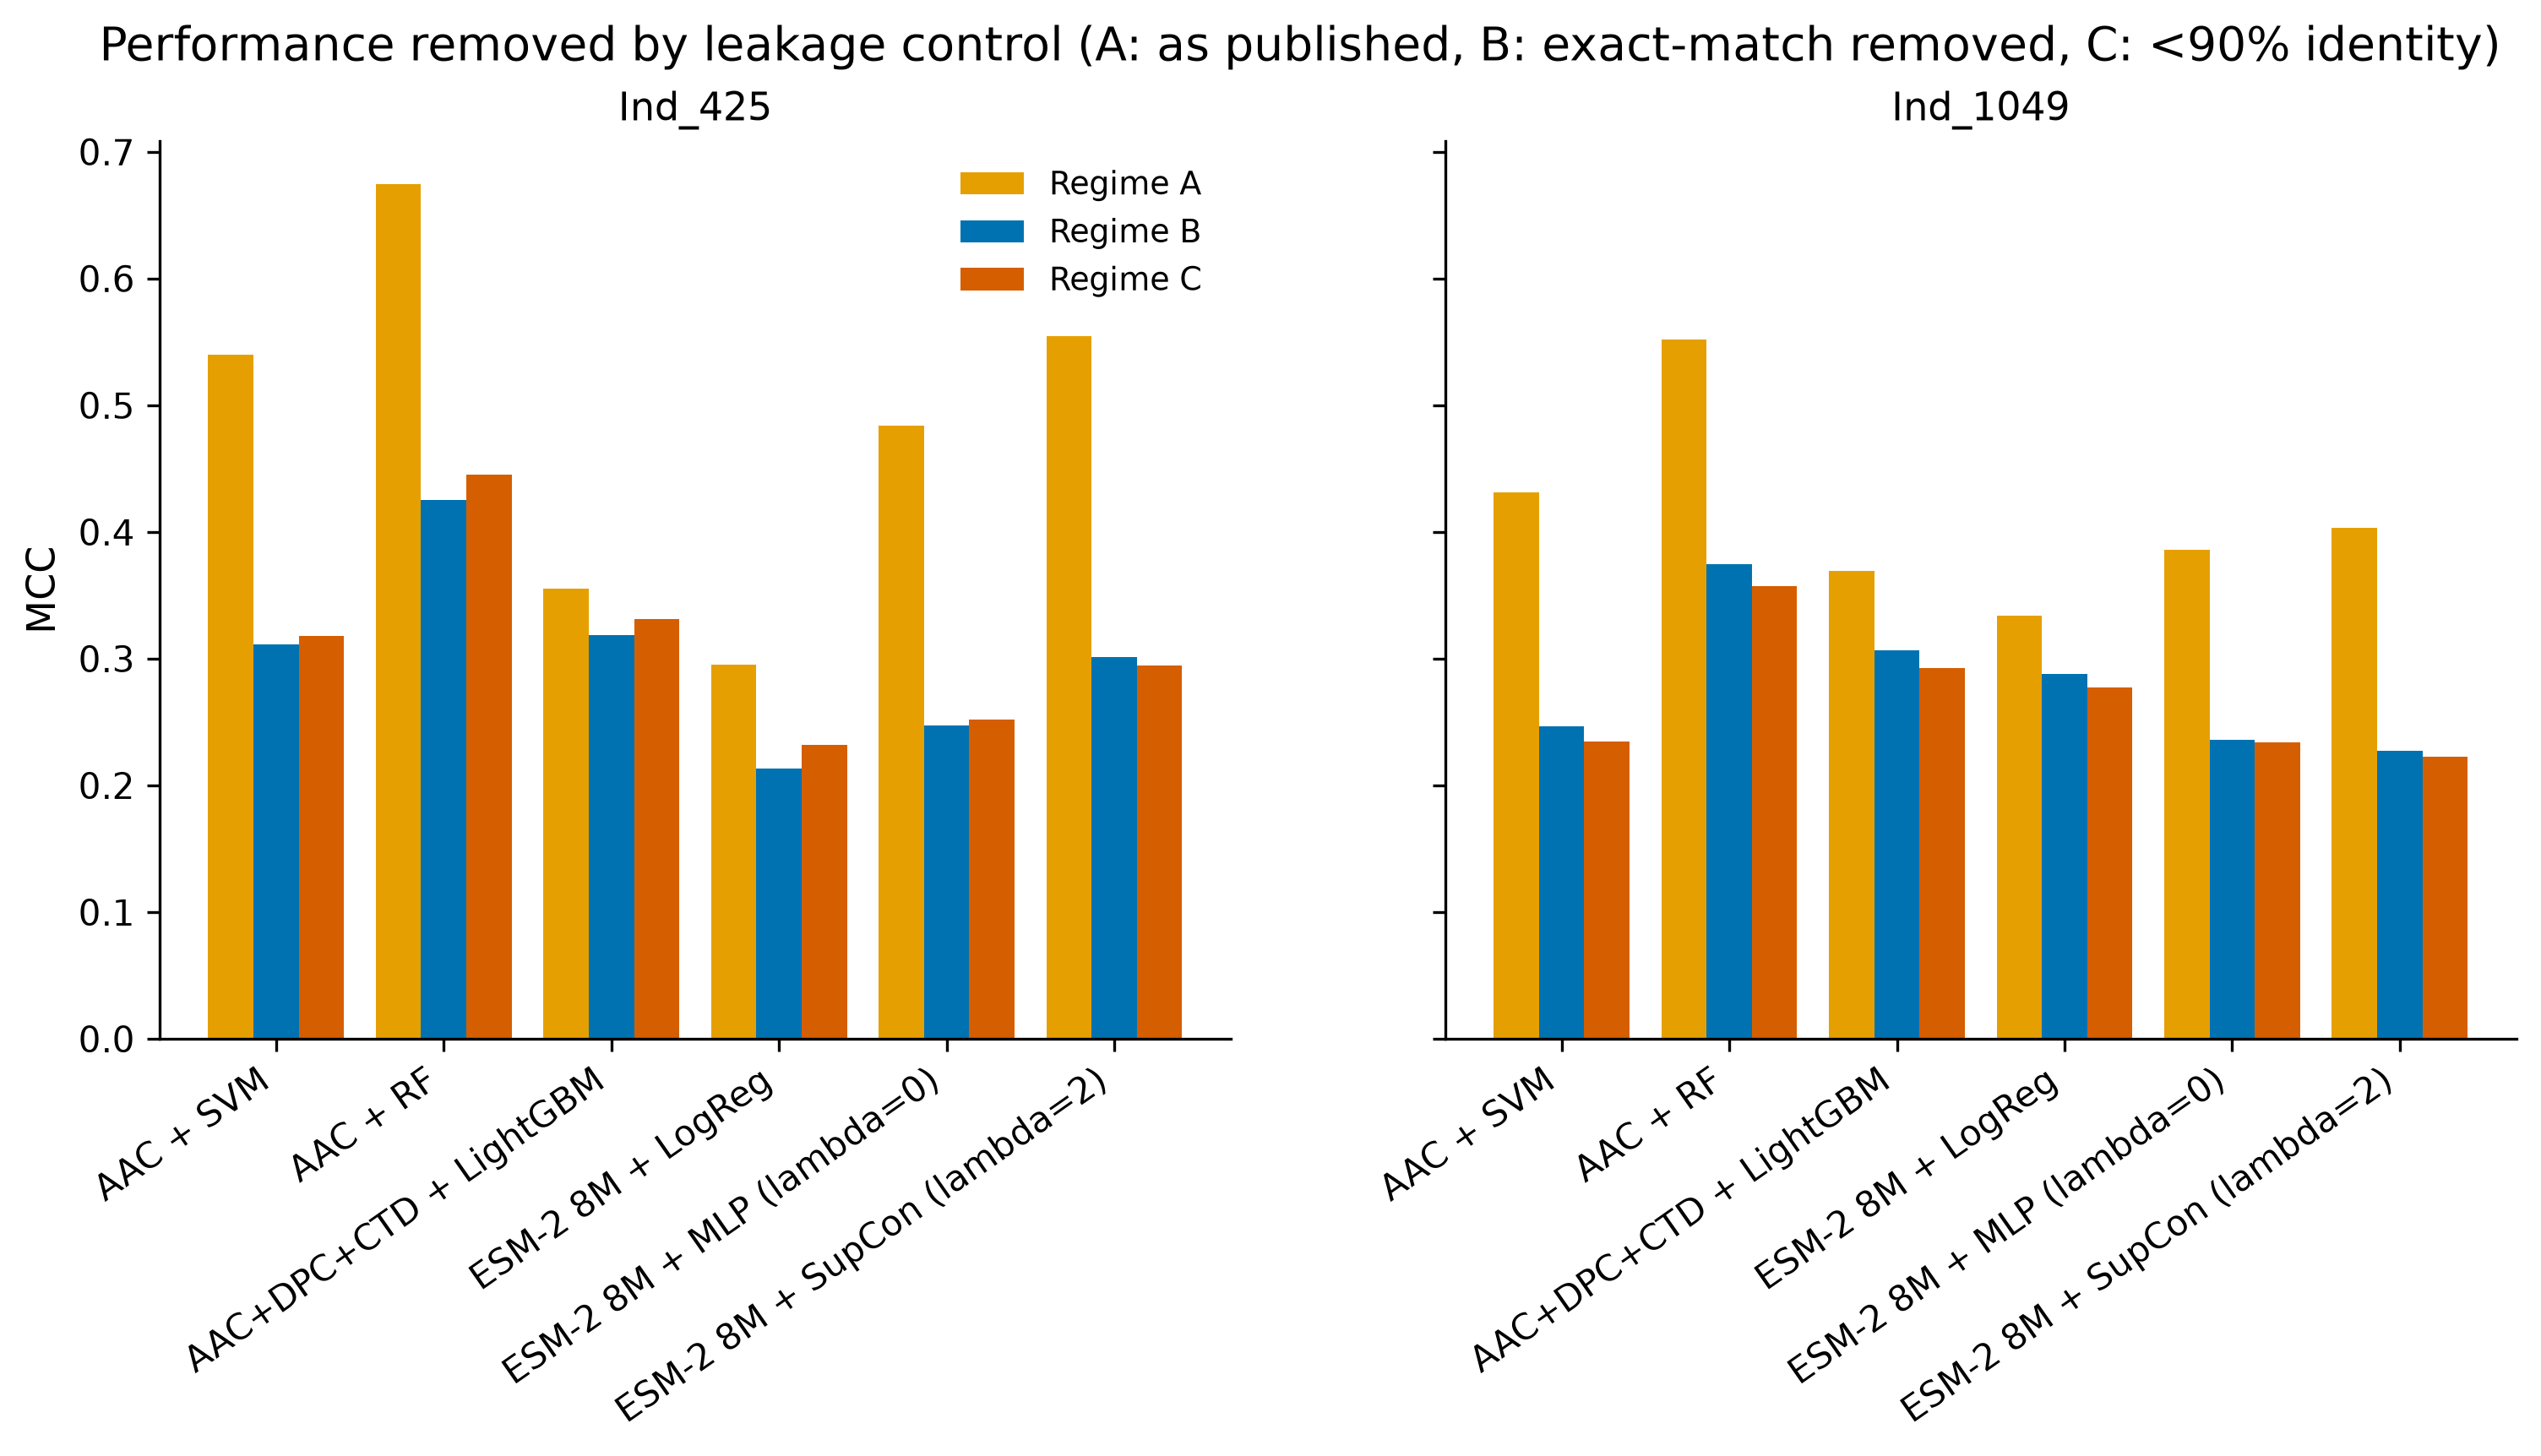 Performance removed by leakage control (A: as published, B: exact-match removed, C: <90% identity)
Ind_425
Ind_1049
MCC
0.7
0.6
0.5
0.4
0.3
0.2
0.1
0.0
Regime A
Regime B
Regime C
AAC + SVM
AAC + RF
AAC+DPC+CTD + LightGBM
ESM-2 8M + LogReg
ESM-2 8M + MLP (lambda=0)
ESM-2 8M + SupCon (lambda=2)
AAC + SVM
AAC + RF
AAC+DPC+CTD + LightGBM
ESM-2 8M + LogReg
ESM-2 8M + MLP (lambda=0)
ESM-2 8M + SupCon (lambda=2)